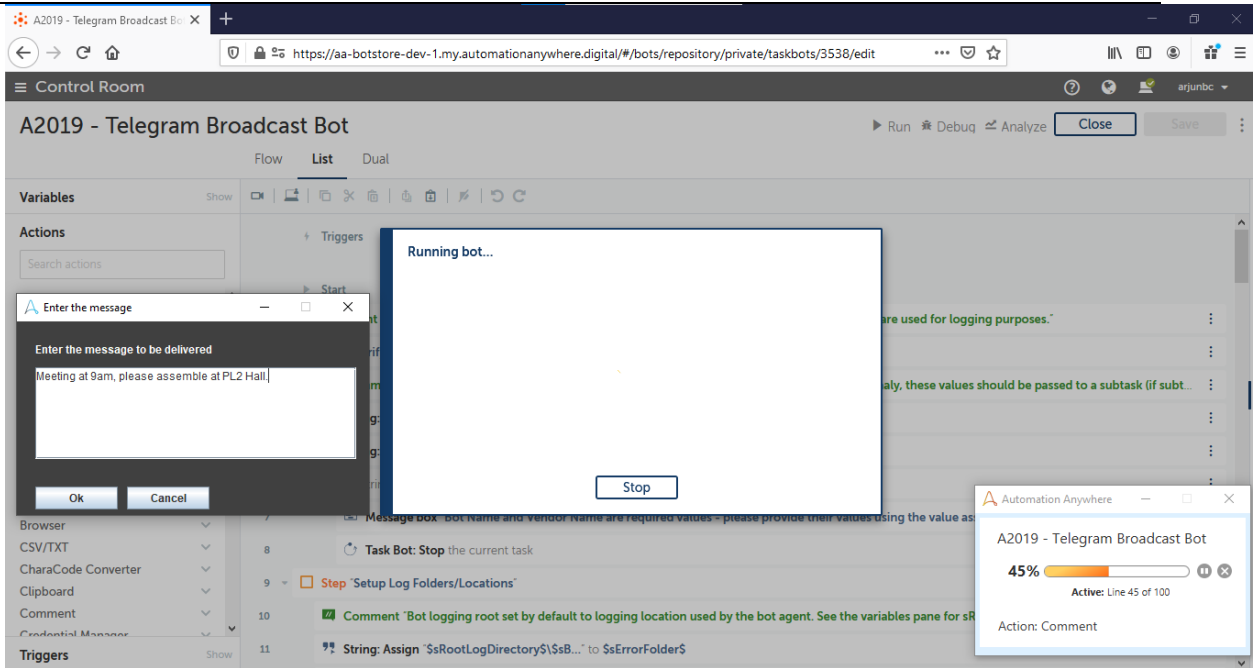 A2019 - Telegram Broadcast Bo
https://aa-botstore-dev-1.my.automationanywhere.digital/#/bots/repository/private/taskbots/3538/edit
Control Room
arjunbc
A2019 - Telegram Broadcast Bot
Run Debug Analyze Close Save
Flow List Dual
Variables Show
Actions
Search actions
Triggers
Start
Running bot...
Stop
Enter the message
Enter the message to be delivered
Meeting at 9am, please assemble at PL2 Hall.
Ok Cancel
are used for logging purposes."
aly, these values should be passed to a subtask (if subt...
Browser
CSV/TXT
CharaCode Converter
Clipboard
Comment
Credential Manager
Triggers Show
7 Message box "Bot Name and Vendor Name are required values - please provide their values using the value as
8 Task Bot: Stop the current task
9 Step "Setup Log Folders/Locations"
10 Comment "Bot logging root set by default to logging location used by the bot agent. See the variables pane for sR
11 String: Assign "$sRootLogDirectory$\$sB..." to $sErrorFolder$
Automation Anywhere
A2019 - Telegram Broadcast Bot
45%
Active: Line 45 of 100
Action: Comment